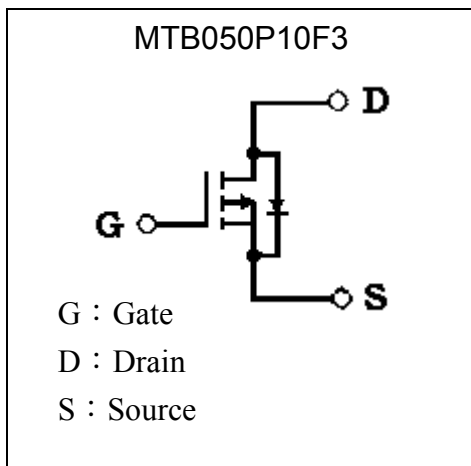 MTB050P10F3
D
G
S
G：Gate
D：Drain
S：Source